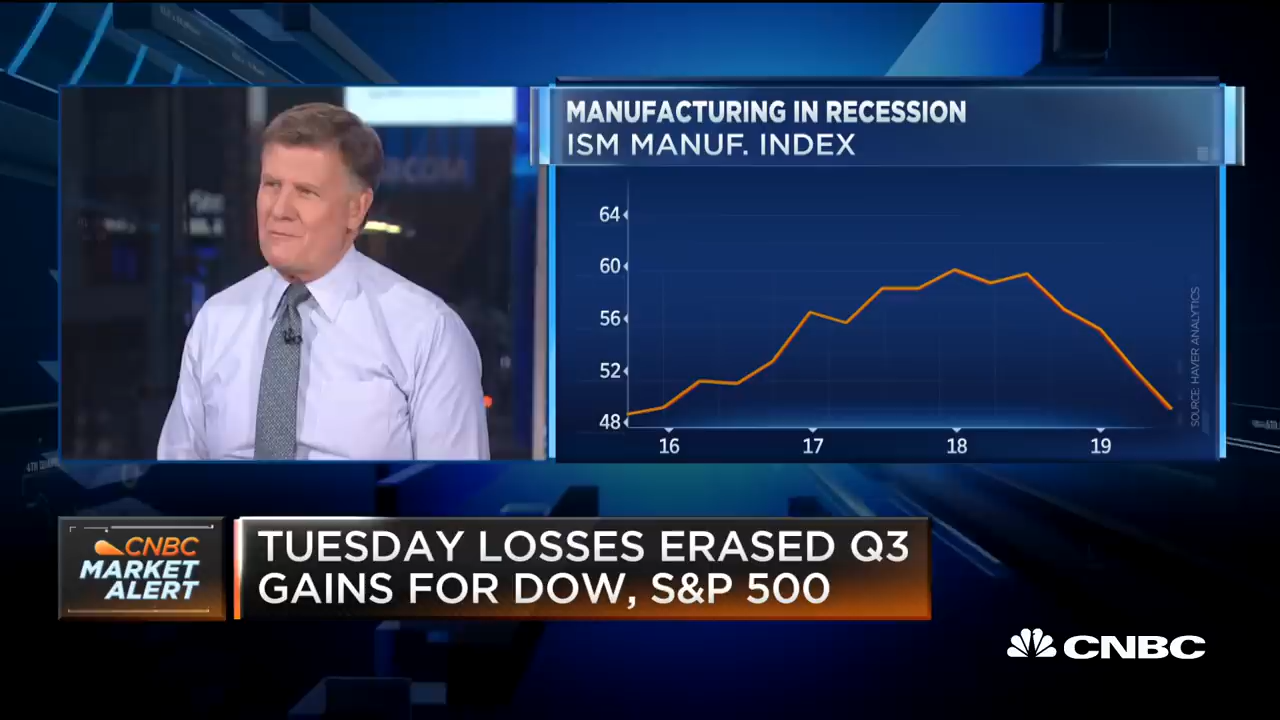 MANUFACTURING IN RECESSION
ISM MANUF. INDEX
64
60
56
52
48
16
17
18
19
SOURCE: HAVER ANALYTICS
CNBC
MARKET
ALERT
TUESDAY LOSSES ERASED Q3
GAINS FOR DOW, S&P 500
CNBC